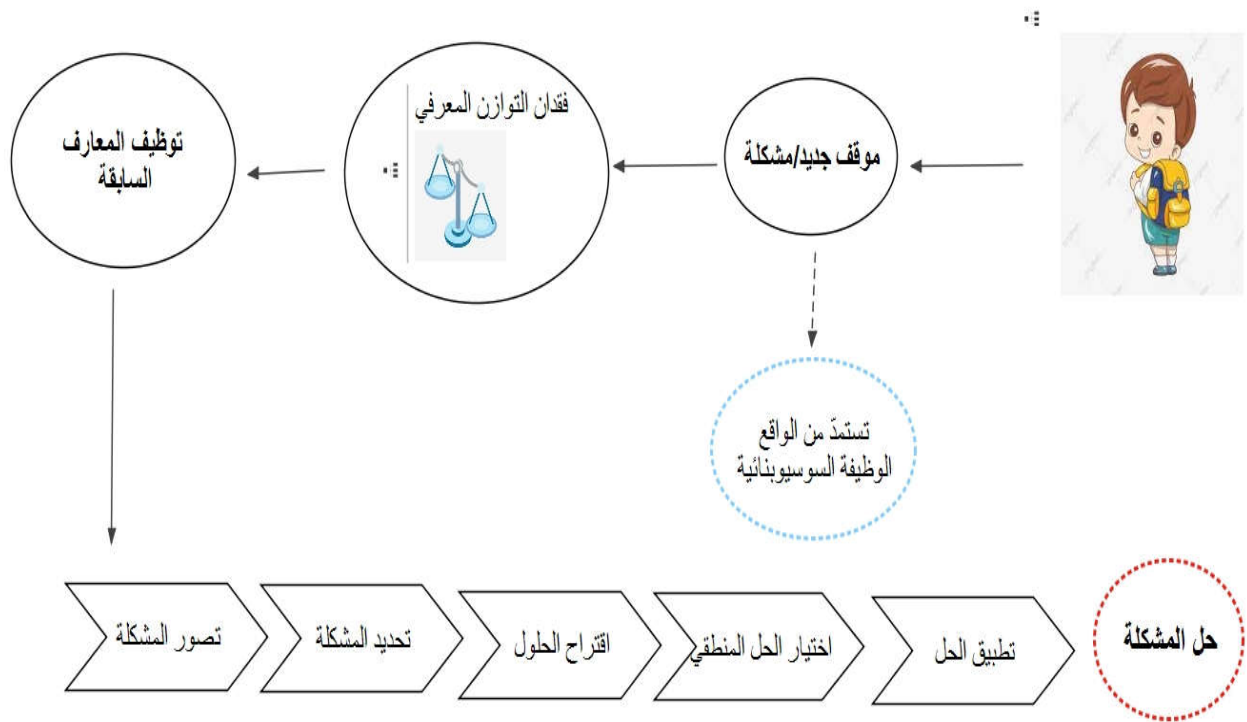 موقف جديد/مشكلة
فقدان التوازن المعرفي
توظيف المعارف
السابقة
تستمدّ من الواقع
الوظيفة السوسيوبنائية
تصور المشكلة
تحديد المشكلة
اقتراح الحلول
اختيار الحل المنطقي
تطبيق الحل
حل المشكلة